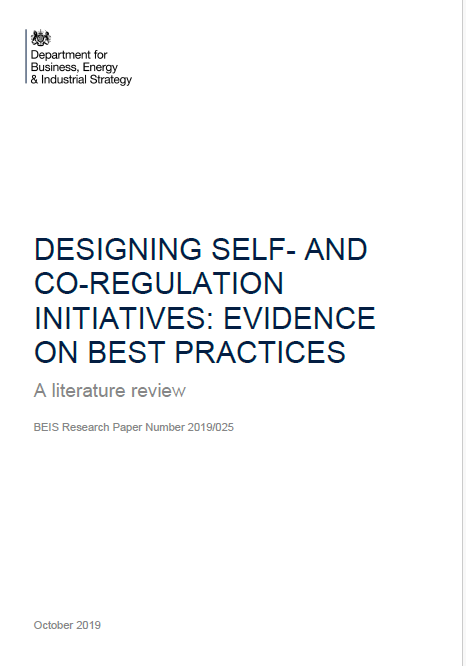 Department for
Business, Energy
& Industrial Strategy
DESIGNING SELF- AND
CO-REGULATION
INITIATIVES: EVIDENCE
ON BEST PRACTICES
A literature review
BEIS Research Paper Number 2019/025
October 2019